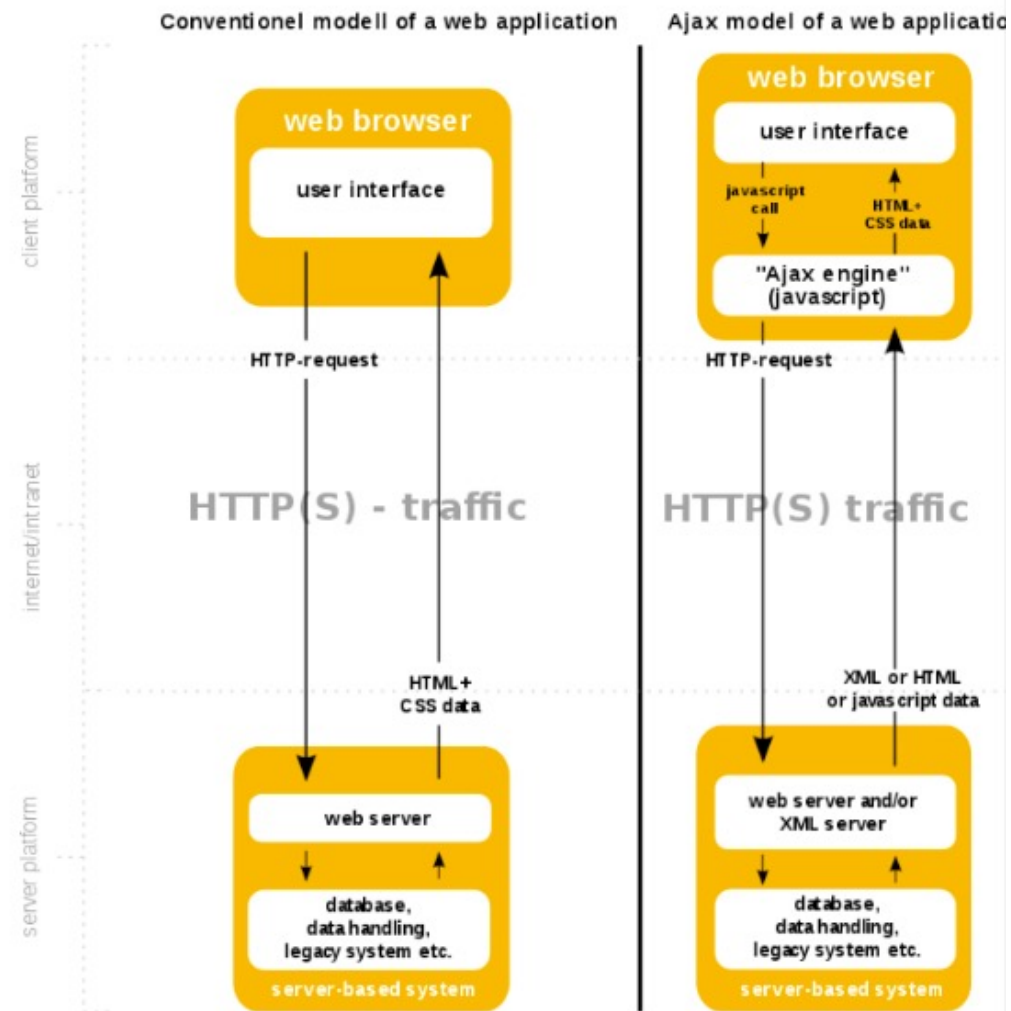 Conventionel modell of a web application
web browser
user interface
HTTP-request
HTTP(S) - traffic
HTML+
CSS data
web server
database,
data handling,
legacy system etc.
server-based system
Ajax model of a web applicatio
web browser
user interface
javascript
call
HTML+
CSS data
"Ajax engine"
(javascript)
HTTP-request
HTTP(S) traffic
XML or HTML
or javascript data
web server and/or
XML server
database,
data handling,
legacy system etc.
server-based system
client platform
internet/intranet
server platform